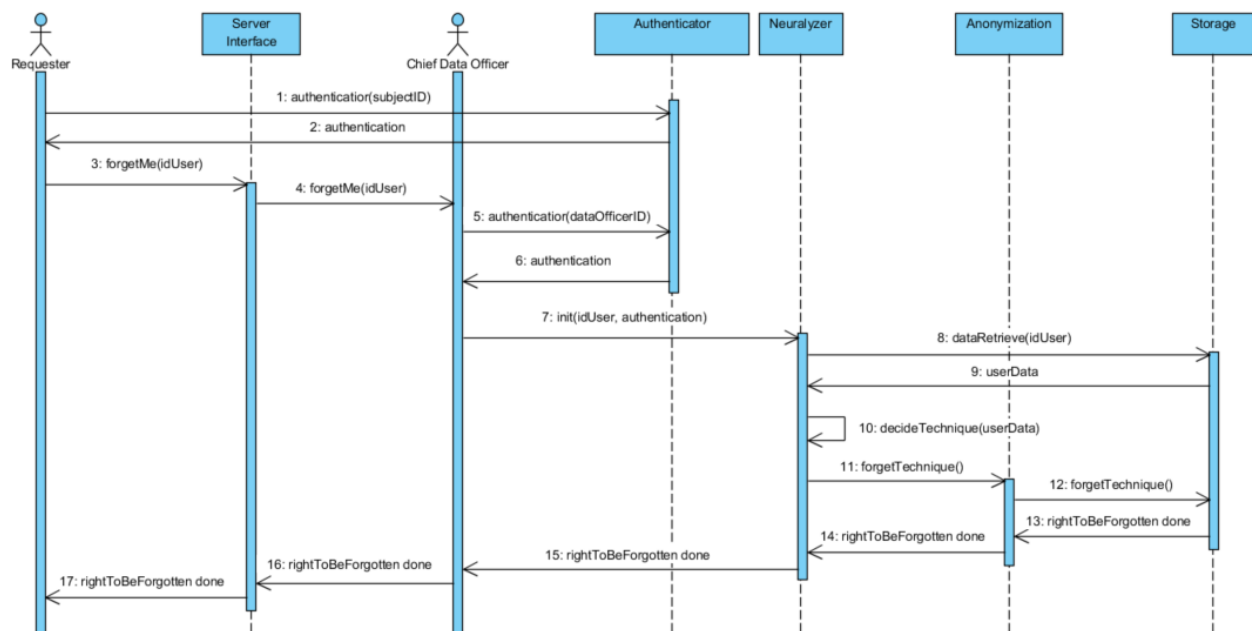 Server
Interface
Authenticator
Neuralyzer
Anonymization
Storage
Requester
Chief Data Officer
1: authenticatior(subjectID)
2: authentication
3: forgetMe(idUser)
4: forgetMe(idUser)
5: authenticatior(dataOfficerID)
6: authentication
7: init(idUser, authentication)
8: dataRetrieve(idUser)
9: userData
10: decideTechnique(userData)
11: forgetTechnique()
12: forgetTechnique()
13: rightToBeForgotten done
14: rightToBeForgotten done
15: rightToBeForgotten done
16: rightToBeForgotten done
17: rightToBeForgotten done